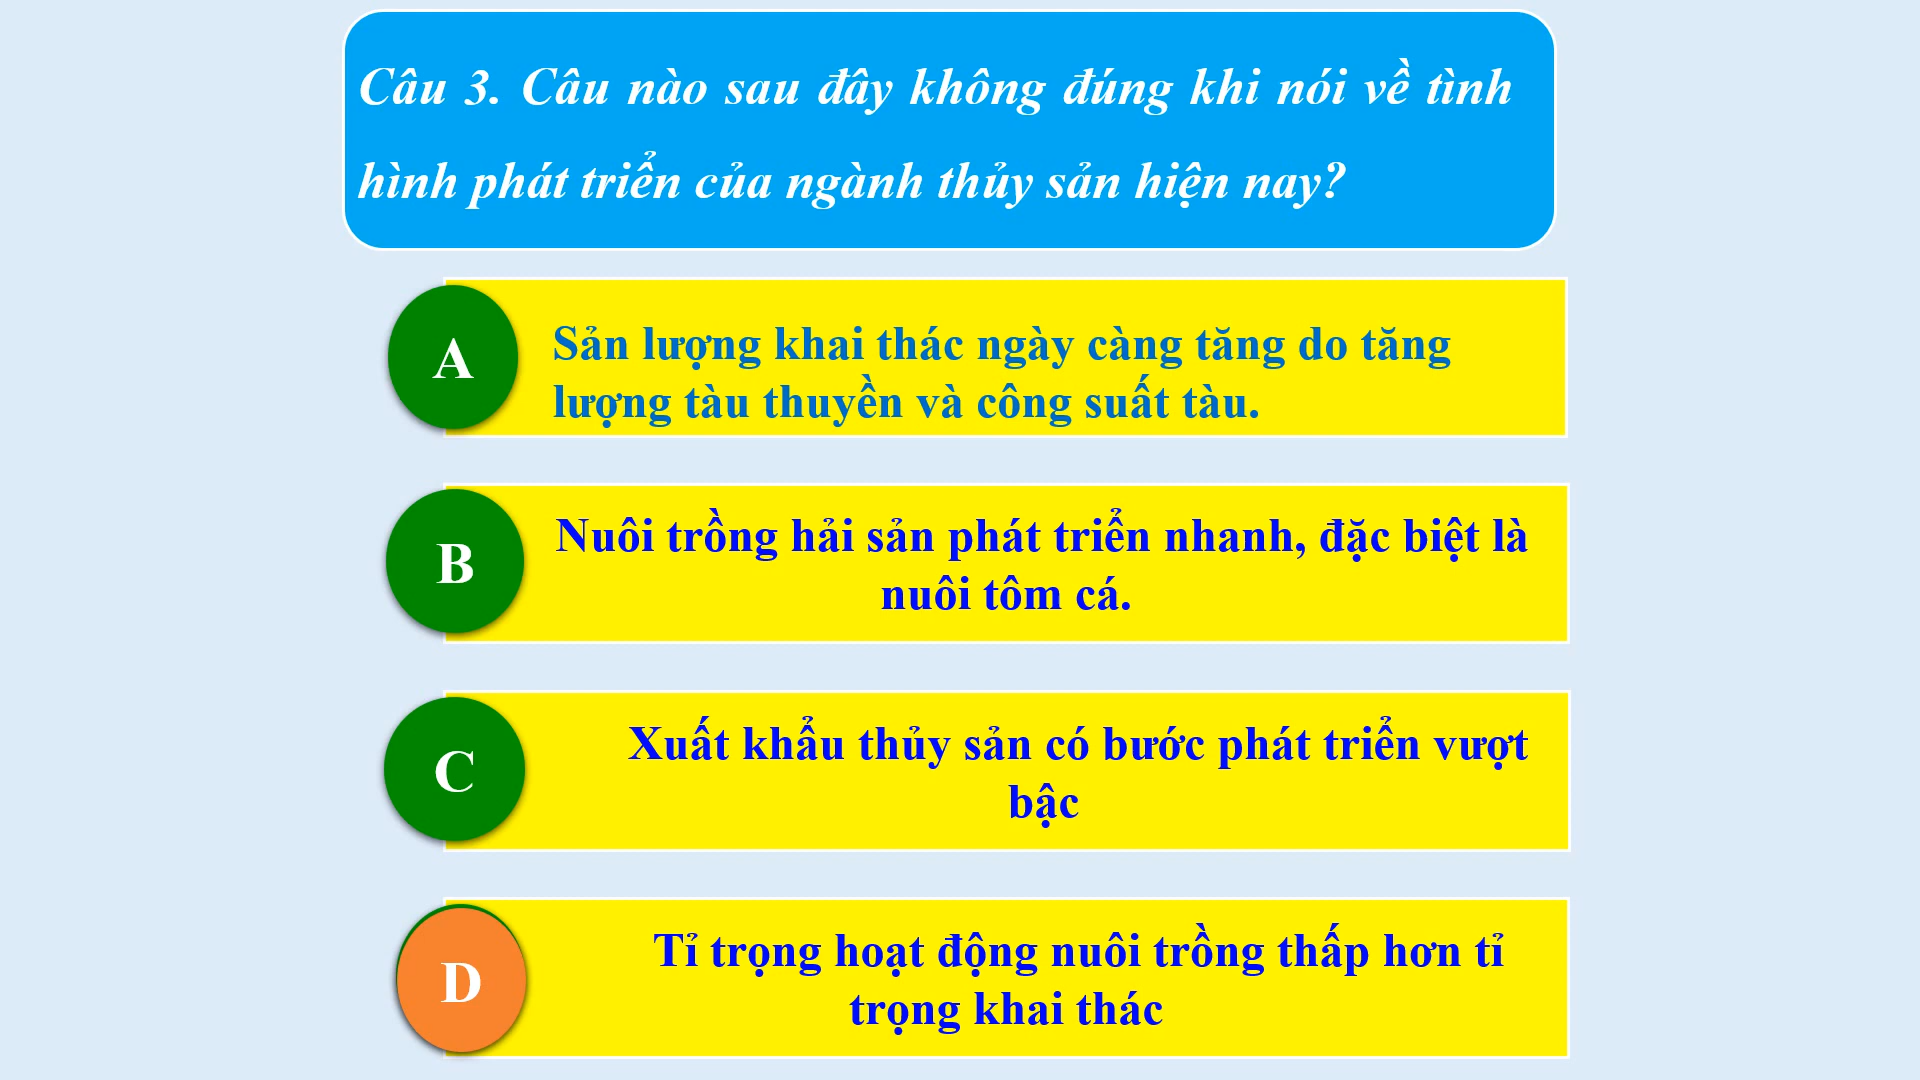 Câu 3. Câu nào sau đây không đúng khi nói về tình
hình phát triển của ngành thủy sản hiện nay?
A
Sản lượng khai thác ngày càng tăng do tăng
lượng tàu thuyền và công suất tàu.
B
Nuôi trồng hải sản phát triển nhanh, đặc biệt là
nuôi tôm cá.
C
Xuất khẩu thủy sản có bước phát triển vượt
bậc
D
Tỉ trọng hoạt động nuôi trồng thấp hơn tỉ
trọng khai thác